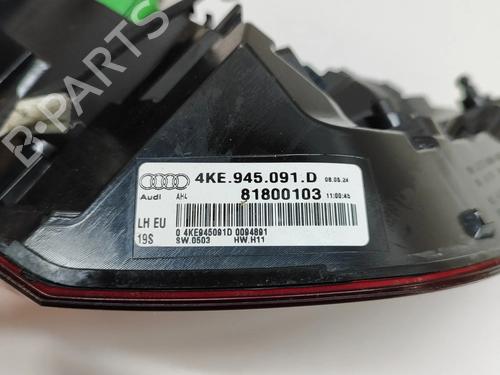 B-PARTS
4KE.945.091.D 08.05.24
Audi AH4 81800103 11:00:45
LH EU 0 4KE945091D 0094891
19S SW.0503 HW.H11